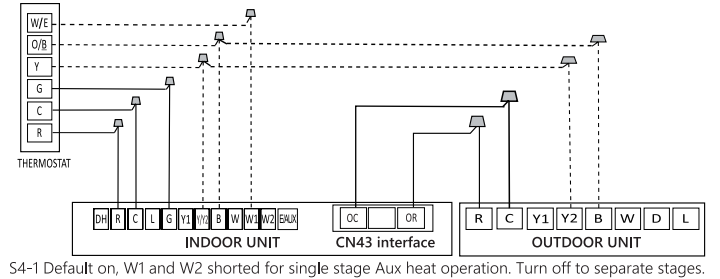 W/E
O/B
Y
G
C
R
THERMOSTAT
DH R C L G Y1 Y/Y2 B W W1 W2 E/AUX
OC OR
R C Y1 Y2 B W D L
INDOOR UNIT CN43 interface OUTDOOR UNIT
S4-1 Default on, W1 and W2 shorted for single stage Aux heat operation. Turn off to separate stages.